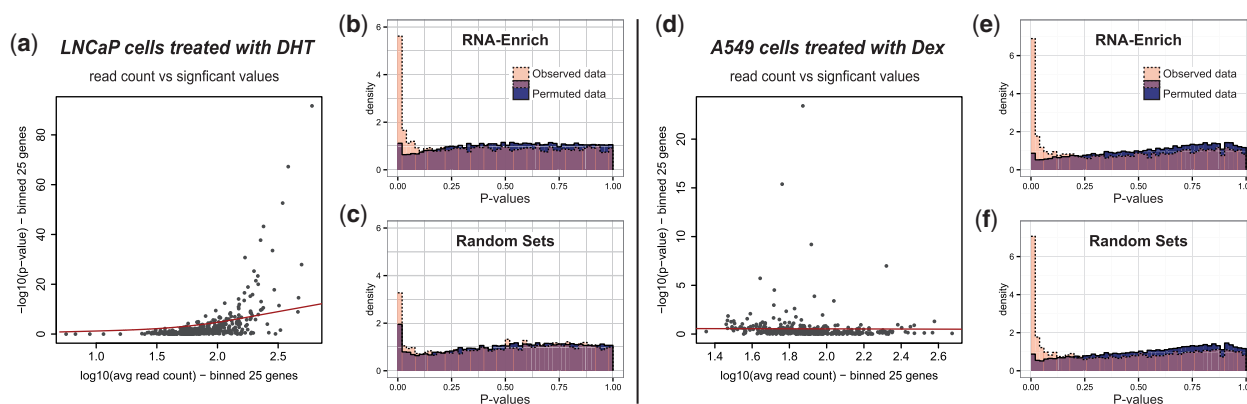 (a) LNCaP cells treated with DHT
read count vs signficant values
−log10(p−value) − binned 25 genes
80
60
40
20
0
1.0 1.5 2.0 2.5
log10(avg read count) − binned 25 genes
(b)
RNA-Enrich
Observed data
Permuted data
density
6
4
2
0
0.00 0.25 0.50 0.75 1.00
P-values
(c)
Random Sets
density
6
4
2
0
0.00 0.25 0.50 0.75 1.00
P-values
(d) A549 cells treated with Dex
read count vs signficant values
−log10(p−value) − binned 25 genes
20
15
10
5
0
1.4 1.6 1.8 2.0 2.2 2.4 2.6
log10(avg read count) − binned 25 genes
(e)
RNA-Enrich
Observed data
Permuted data
density
6
4
2
0
0.00 0.25 0.50 0.75 1.00
P-values
(f)
Random Sets
density
6
4
2
0
0.00 0.25 0.50 0.75 1.00
P-values